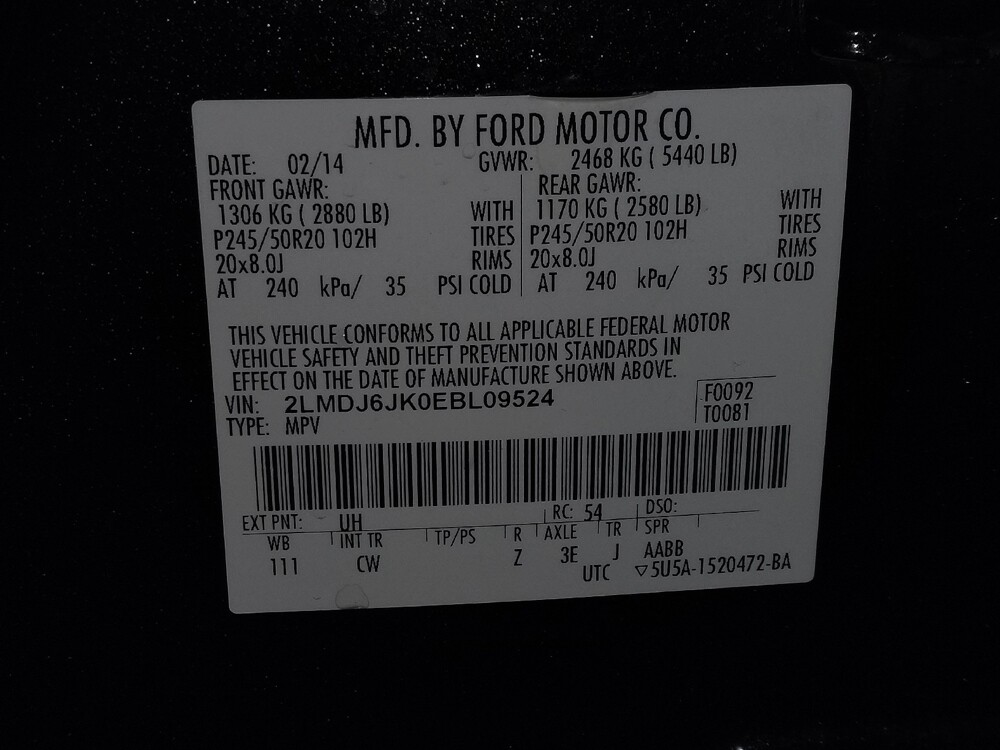 MFD. BY FORD MOTOR CO.
DATE: 02/14 GVWR: 2468 KG ( 5440 LB)
FRONT GAWR: REAR GAWR:
1306 KG ( 2880 LB) WITH 1170 KG ( 2580 LB) WITH
P245/50R20 102H TIRES P245/50R20 102H TIRES
20x8.0J RIMS 20x8.0J RIMS
AT 240 kPa/ 35 PSI COLD AT 240 kPa/ 35 PSI COLD
THIS VEHICLE CONFORMS TO ALL APPLICABLE FEDERAL MOTOR
VEHICLE SAFETY AND THEFT PREVENTION STANDARDS IN
EFFECT ON THE DATE OF MANUFACTURE SHOWN ABOVE.
VIN: 2LMDJ6JK0EBL09524 F0092
TYPE: MPV T0081
EXT PNT: UH RC: 54 DSO:
WB INT TR TP/PS R AXLE TR SPR
111 CW Z 3E J AABB
UTC ▽5U5A-1520472-BA